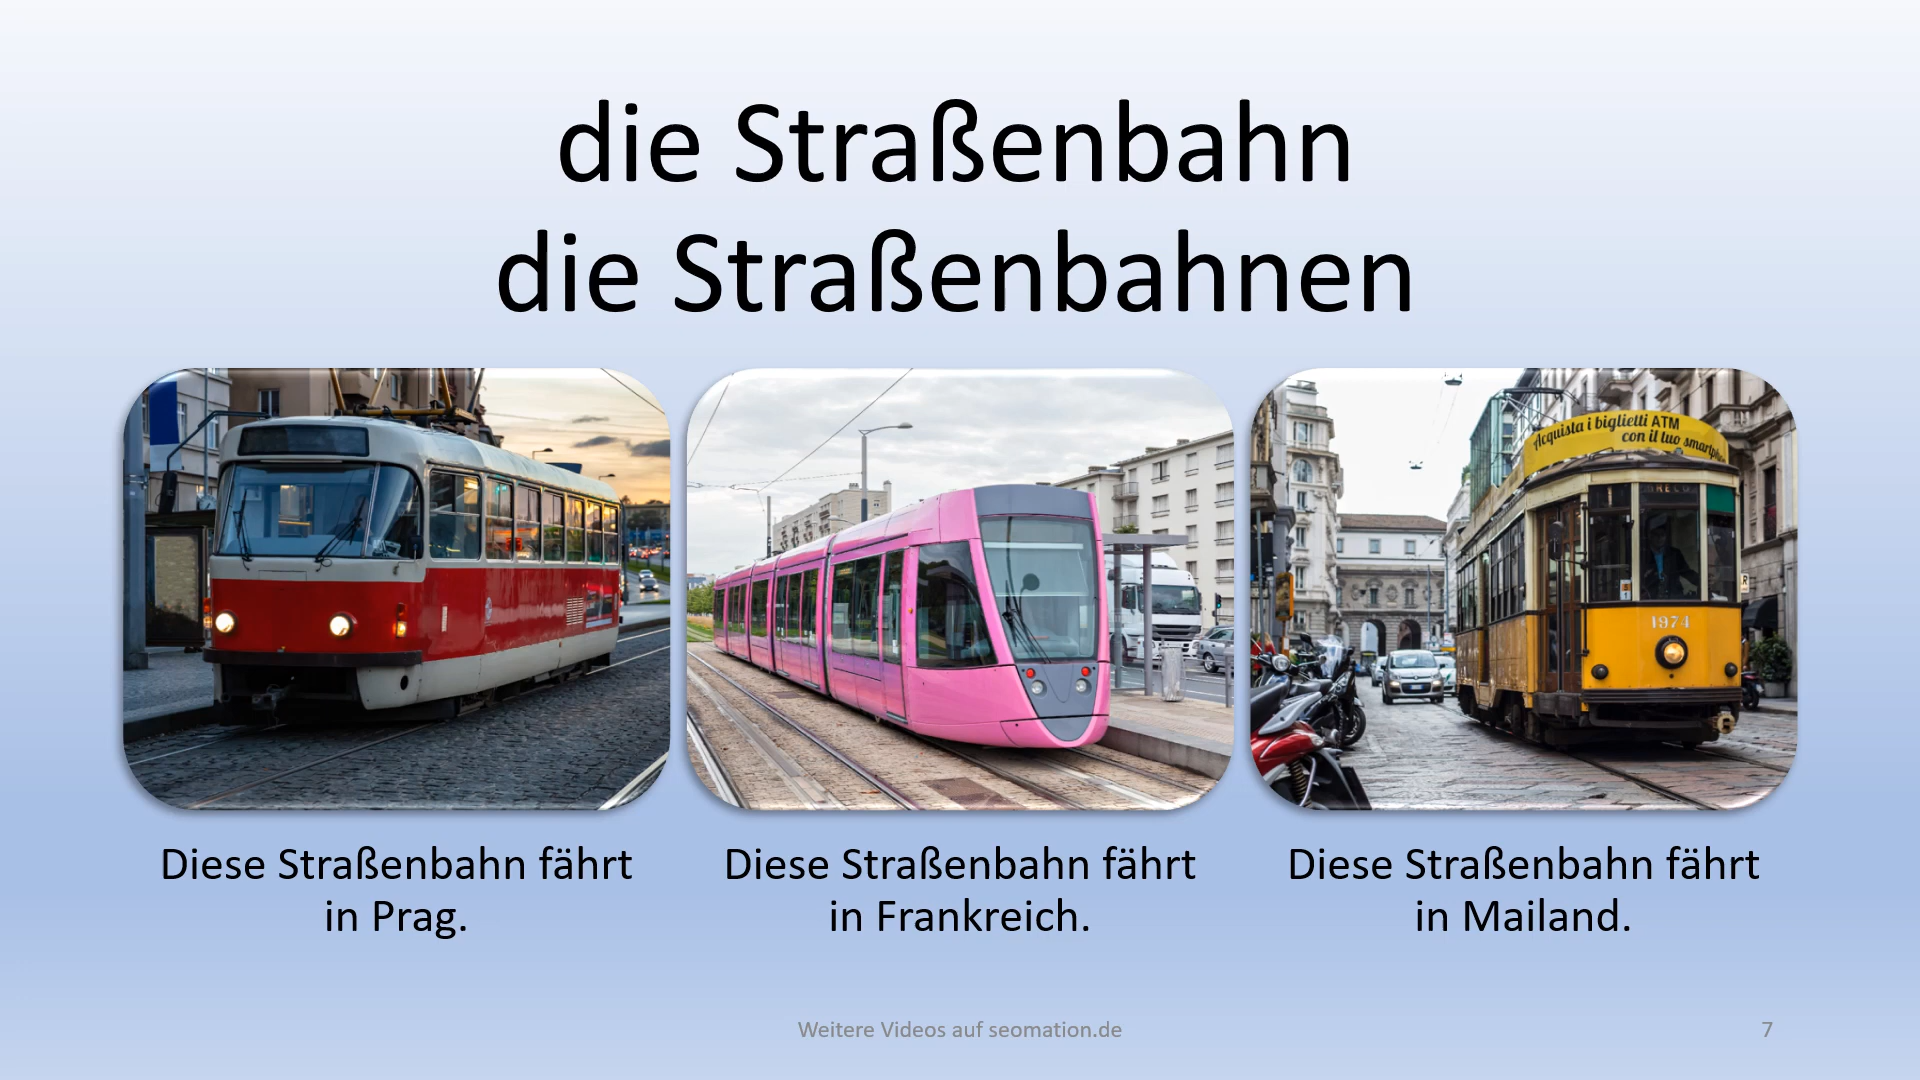 die Straßenbahn
die Straßenbahnen
Acquista i biglietti ATM
con il tuo
1974
Diese Straßenbahn fährt
in Prag.
Diese Straßenbahn fährt
in Frankreich.
Diese Straßenbahn fährt
in Mailand.
Weitere Videos auf seomation.de
7